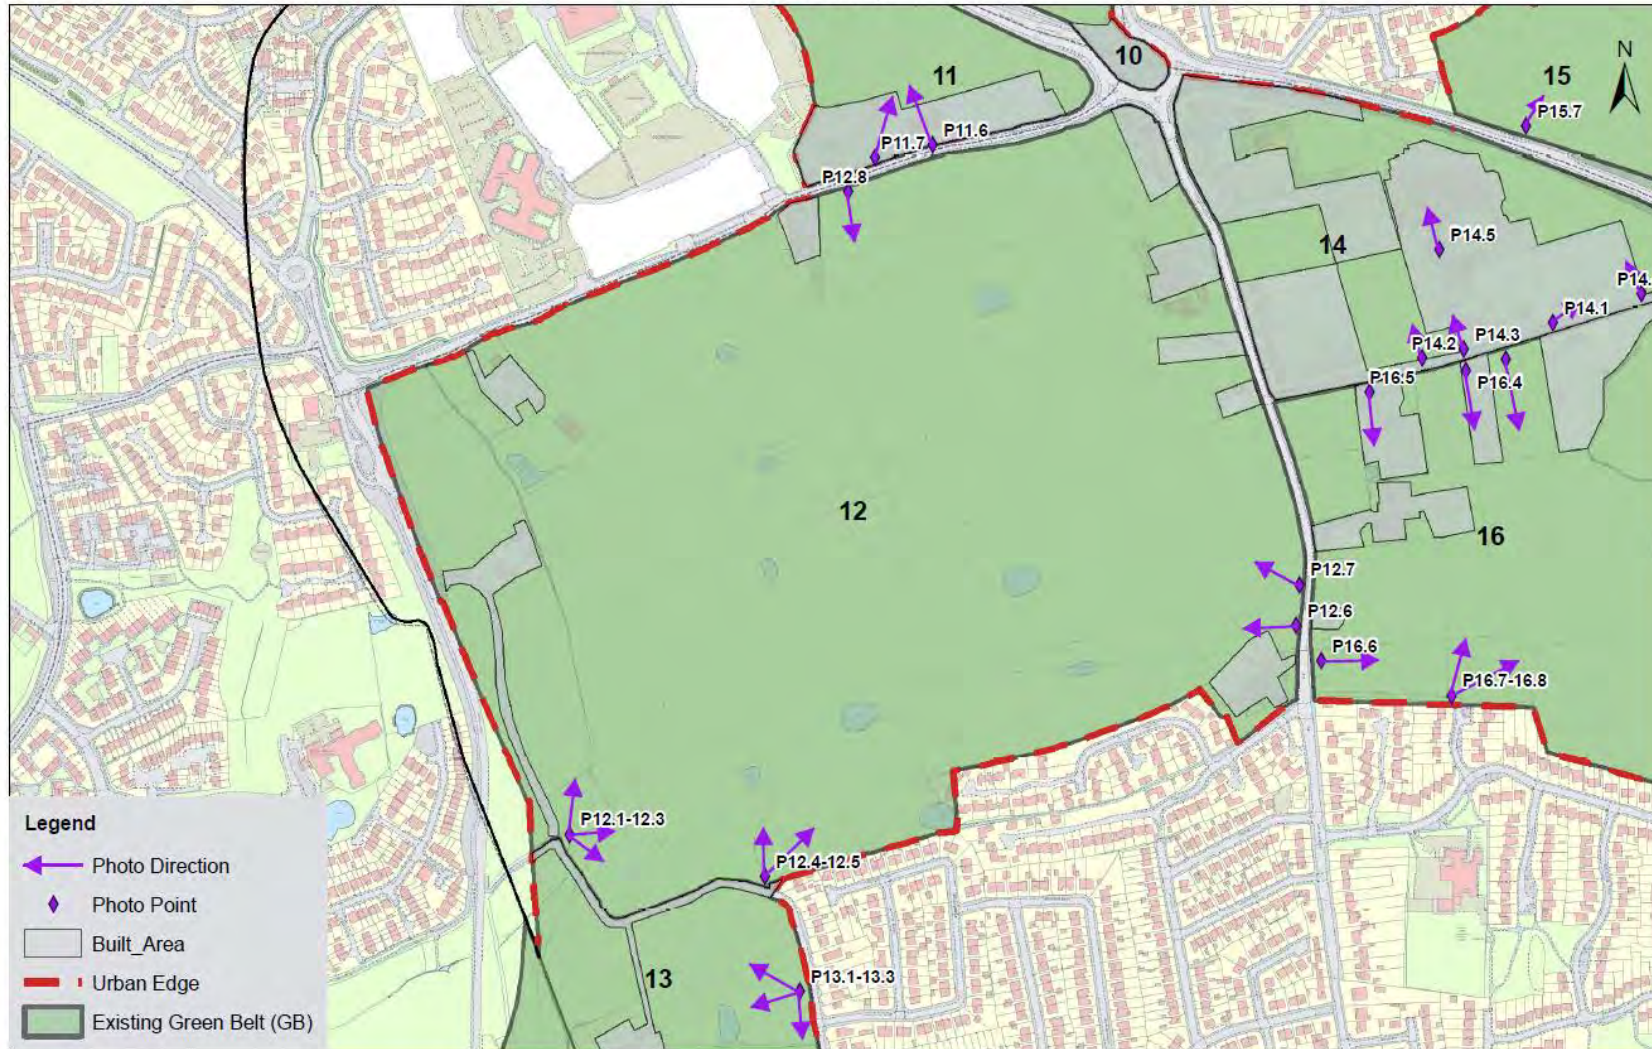 10
11
15
N
P15.7
P11.6
P11.7
P12.8
14
P14.5
P14.
P14.1
P14.3
P14.2
P16.5
P16.4
12
16
P12.7
P12.6
P16.6
P16.7-16.8
P12.1-12.3
P12.4-12.5
13
P13.1-13.3
Legend
Photo Direction
Photo Point
Built_Area
Urban Edge
Existing Green Belt (GB)